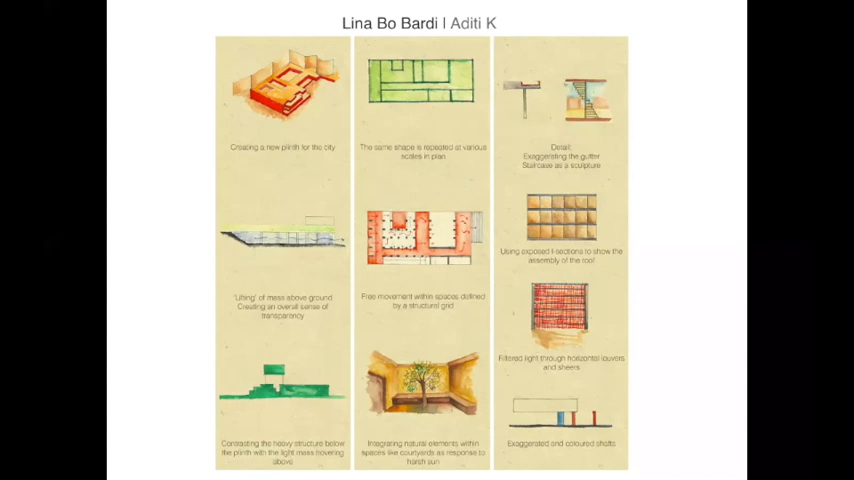 Lina Bo Bardi | Aditi K
Creating a new plinth for the city
'Lifting' of mass above ground
Creating an overall sense of
transparency
Contrasting the heavy structure below
the plinth with the light mass hovering
above
The same shape is repeated at various
scales in plan
Free movement within spaces defined
by a structural grid
Integrating natural elements within
spaces like courtyards as response to
harsh sun
Detail:
Exaggerating the gutter
Staircase as a sculpture
Using exposed I-sections to show the
assembly of the roof
Filtered light through horizontal louvers
and sheers
Exaggerated and coloured shafts